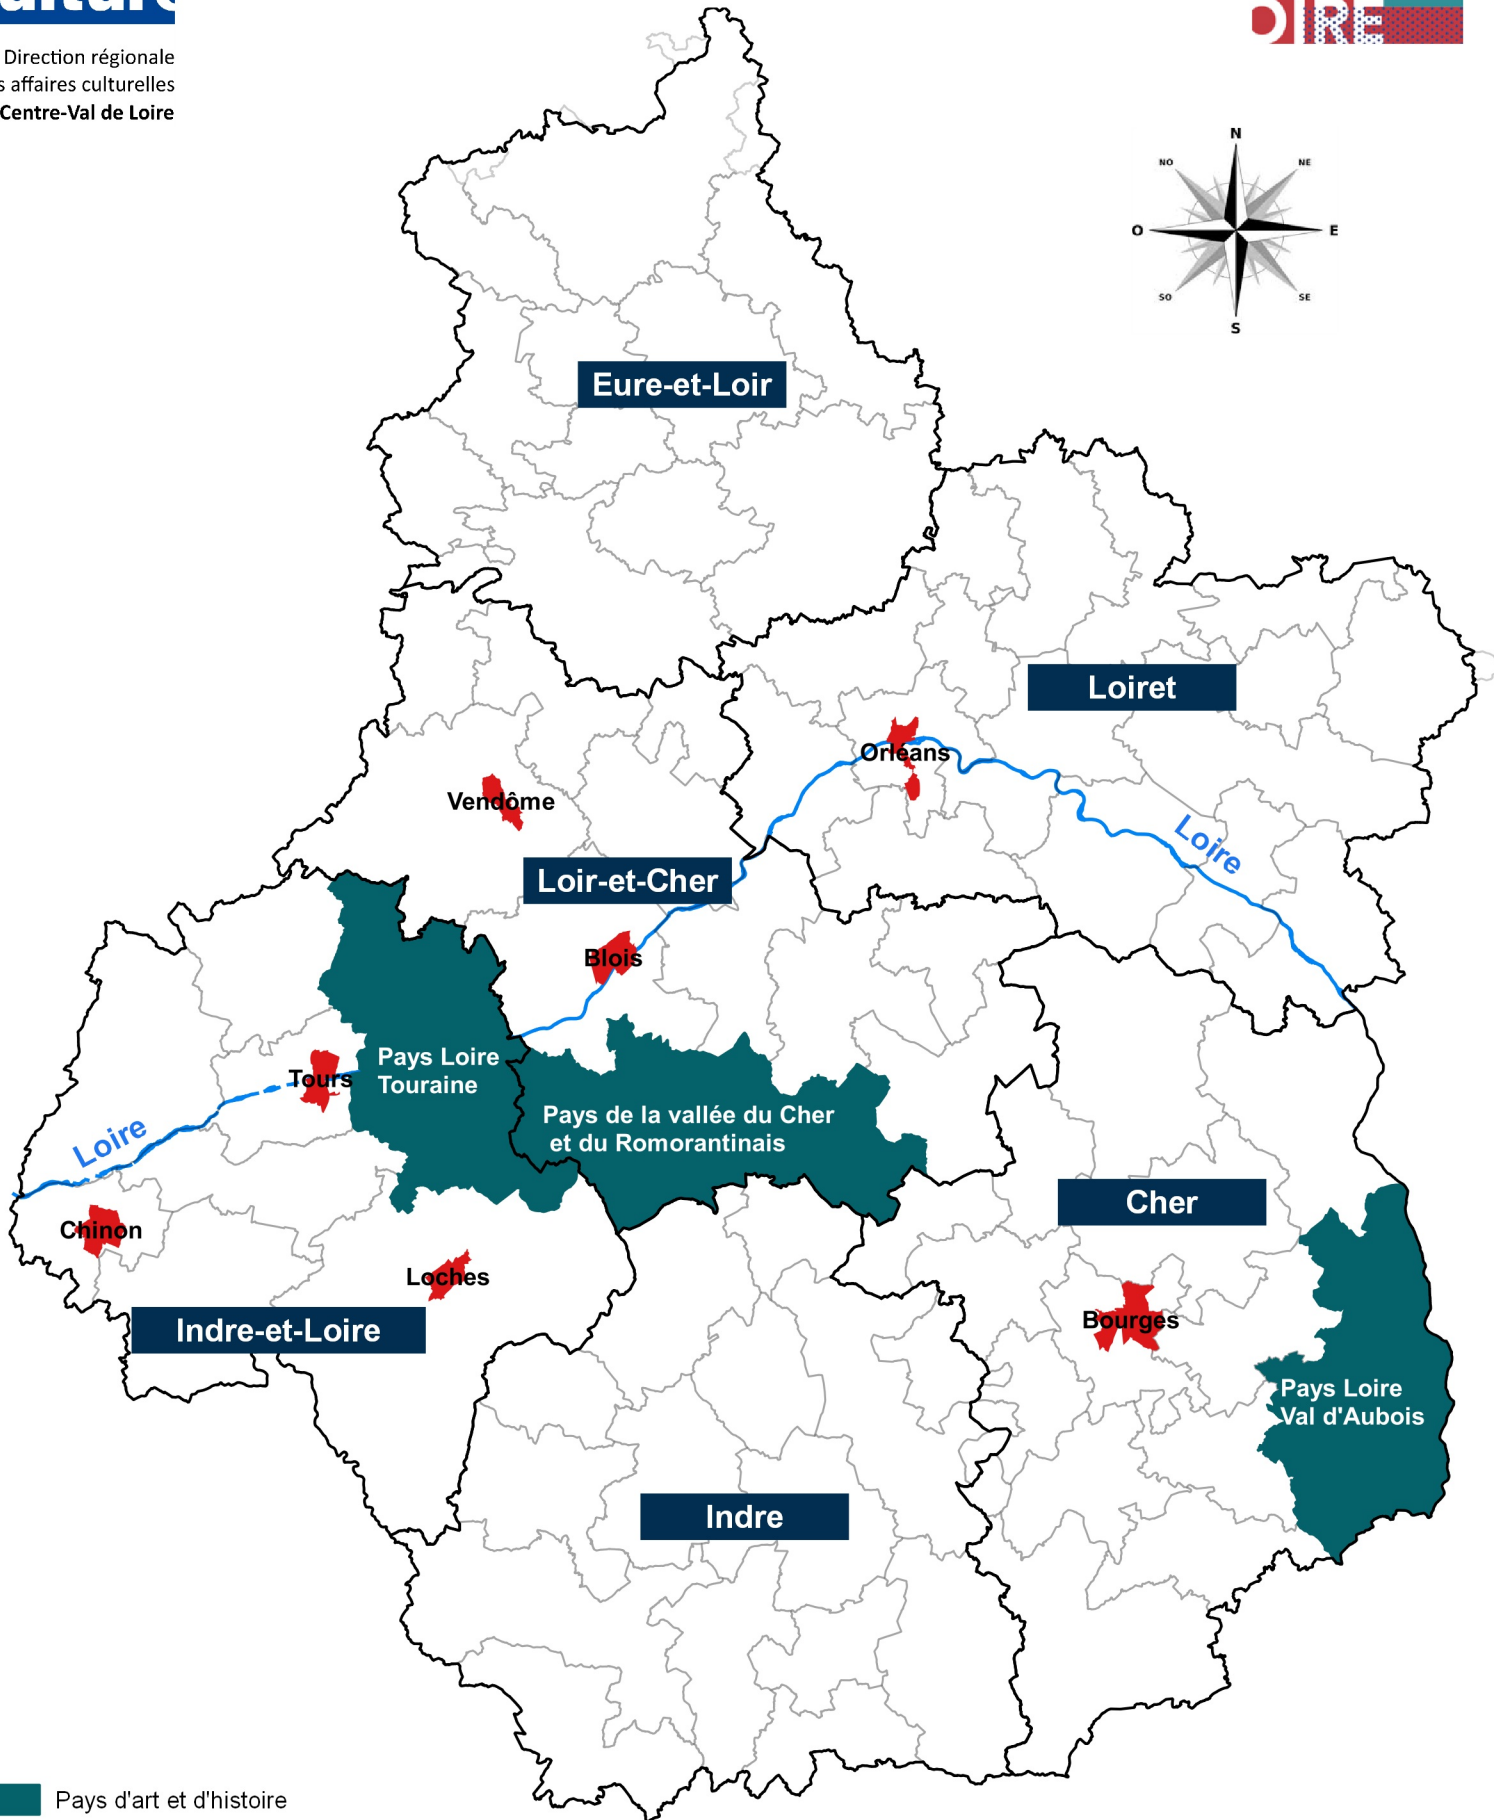 Direction régionale
s affaires culturelles
Centre-Val de Loire
N
NO
NE
O
E
SO
SE
S
Eure-et-Loir
Loiret
Orléans
Vendôme
Loire
Loir-et-Cher
Blois
Pays Loire
Touraine
Tours
Pays de la vallée du Cher
et du Romorantinais
Loire
Cher
Chinon
Loches
Bourges
Indre-et-Loire
Pays Loire
Val d'Aubois
Indre
Pays d'art et d'histoire